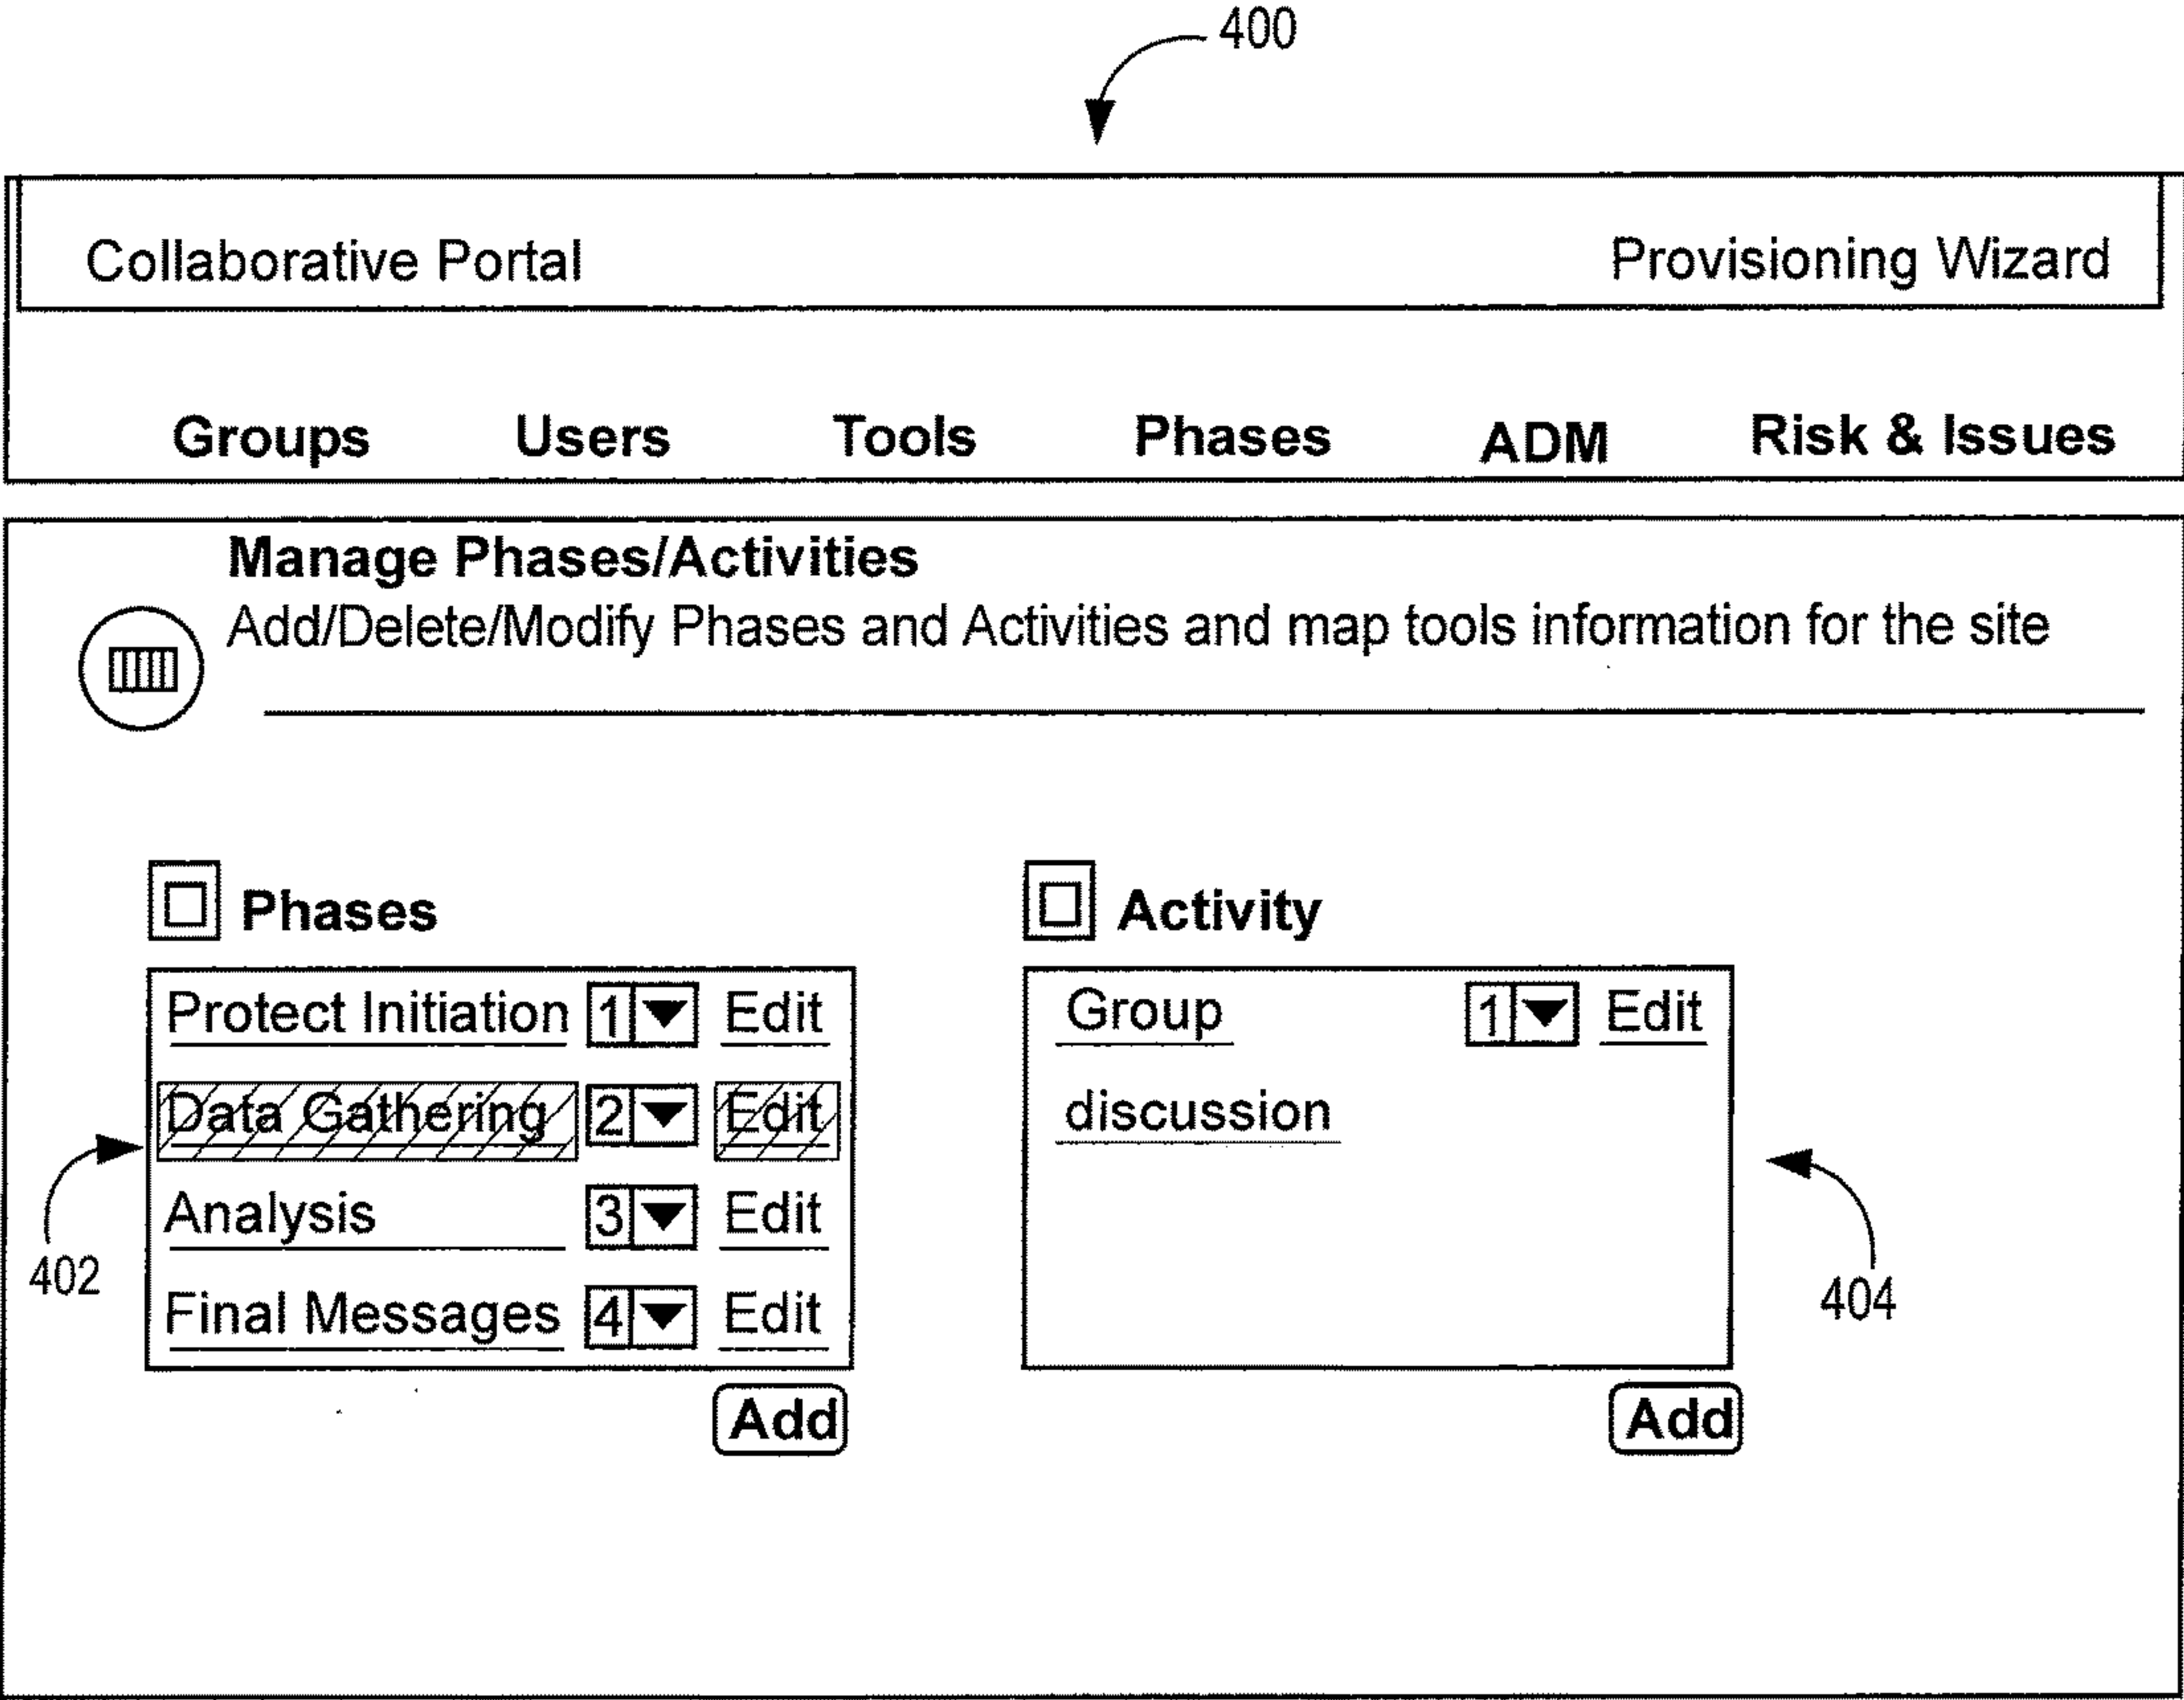 400
Collaborative Portal Provisioning Wizard
Groups Users Tools Phases ADM Risk & Issues
Manage Phases/Activities
Add/Delete/Modify Phases and Activities and map tools information for the site
Phases
Protect Initiation 1 Edit
Data Gathering 2 Edit
Analysis 3 Edit
Final Messages 4 Edit
Add
402
Activity
Group 1 Edit
discussion
Add
404